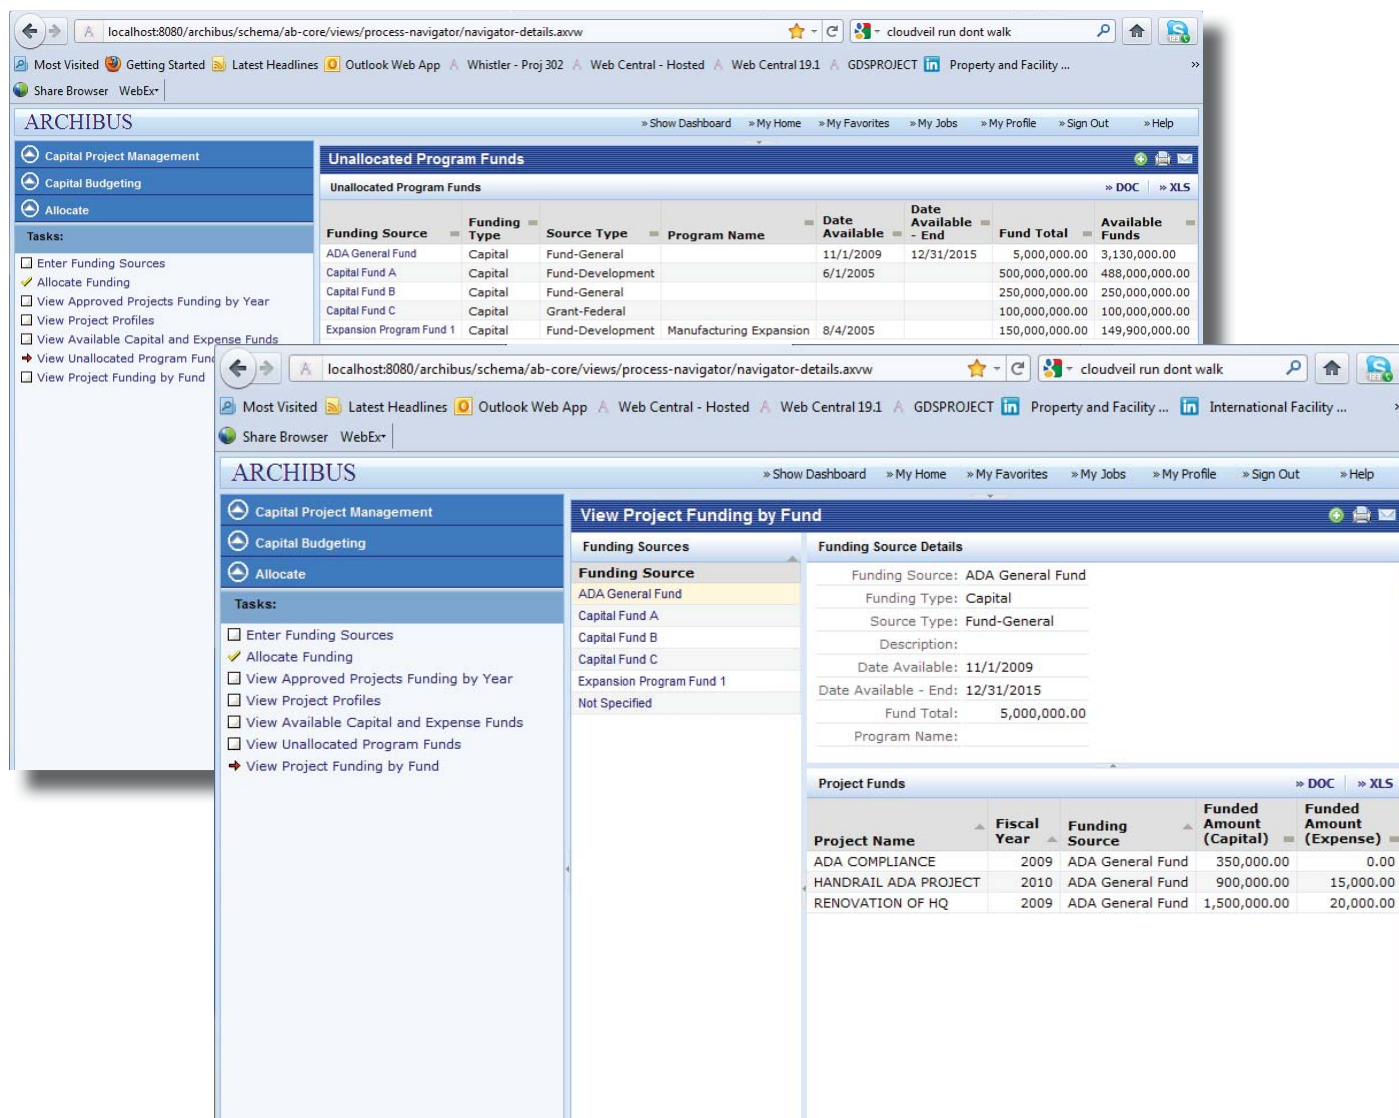 localhost:8080/archibus/schema/ab-core/views/process-navigator/navigator-details.axvw cloudveil run dont walk
Most Visited Getting Started Latest Headlines Outlook Web App Whistler - Proj 302 Web Central - Hosted Web Central 19.1 GDSPROJECT Property and Facility ... »
Share Browser WebEx
ARCHIBUS » Show Dashboard » My Home » My Favorites » My Jobs » My Profile » Sign Out » Help
Capital Project Management
Capital Budgeting
Allocate
Tasks:
Enter Funding Sources
Allocate Funding
View Approved Projects Funding by Year
View Project Profiles
View Available Capital and Expense Funds
View Unallocated Program Fund
View Project Funding by Fund
Unallocated Program Funds
Unallocated Program Funds » DOC » XLS
Funding Source Funding Type Source Type Program Name Date Available Date Available - End Fund Total Available Funds
ADA General Fund Capital Fund-General 11/1/2009 12/31/2015 5,000,000.00 3,130,000.00
Capital Fund A Capital Fund-Development 6/1/2005 500,000,000.00 488,000,000.00
Capital Fund B Capital Fund-General 250,000,000.00 250,000,000.00
Capital Fund C Capital Grant-Federal 100,000,000.00 100,000,000.00
Expansion Program Fund 1 Capital Fund-Development Manufacturing Expansion 8/4/2005 150,000,000.00 149,900,000.00
localhost:8080/archibus/schema/ab-core/views/process-navigator/navigator-details.axvw cloudveil run dont walk
Most Visited Latest Headlines Outlook Web App Web Central - Hosted Web Central 19.1 GDSPROJECT Property and Facility ... International Facility ... »
Share Browser WebEx
ARCHIBUS » Show Dashboard » My Home » My Favorites » My Jobs » My Profile » Sign Out » Help
Capital Project Management
Capital Budgeting
Allocate
Tasks:
Enter Funding Sources
Allocate Funding
View Approved Projects Funding by Year
View Project Profiles
View Available Capital and Expense Funds
View Unallocated Program Funds
View Project Funding by Fund
View Project Funding by Fund
Funding Sources
Funding Source
ADA General Fund
Capital Fund A
Capital Fund B
Capital Fund C
Expansion Program Fund 1
Not Specified
Funding Source Details
Funding Source: ADA General Fund
Funding Type: Capital
Source Type: Fund-General
Description:
Date Available: 11/1/2009
Date Available - End: 12/31/2015
Fund Total: 5,000,000.00
Program Name:
Project Funds » DOC » XLS
Project Name Fiscal Year Funding Source Funded Amount (Capital) Funded Amount (Expense)
ADA COMPLIANCE 2009 ADA General Fund 350,000.00 0.00
HANDRAIL ADA PROJECT 2010 ADA General Fund 900,000.00 15,000.00
RENOVATION OF HQ 2009 ADA General Fund 1,500,000.00 20,000.00